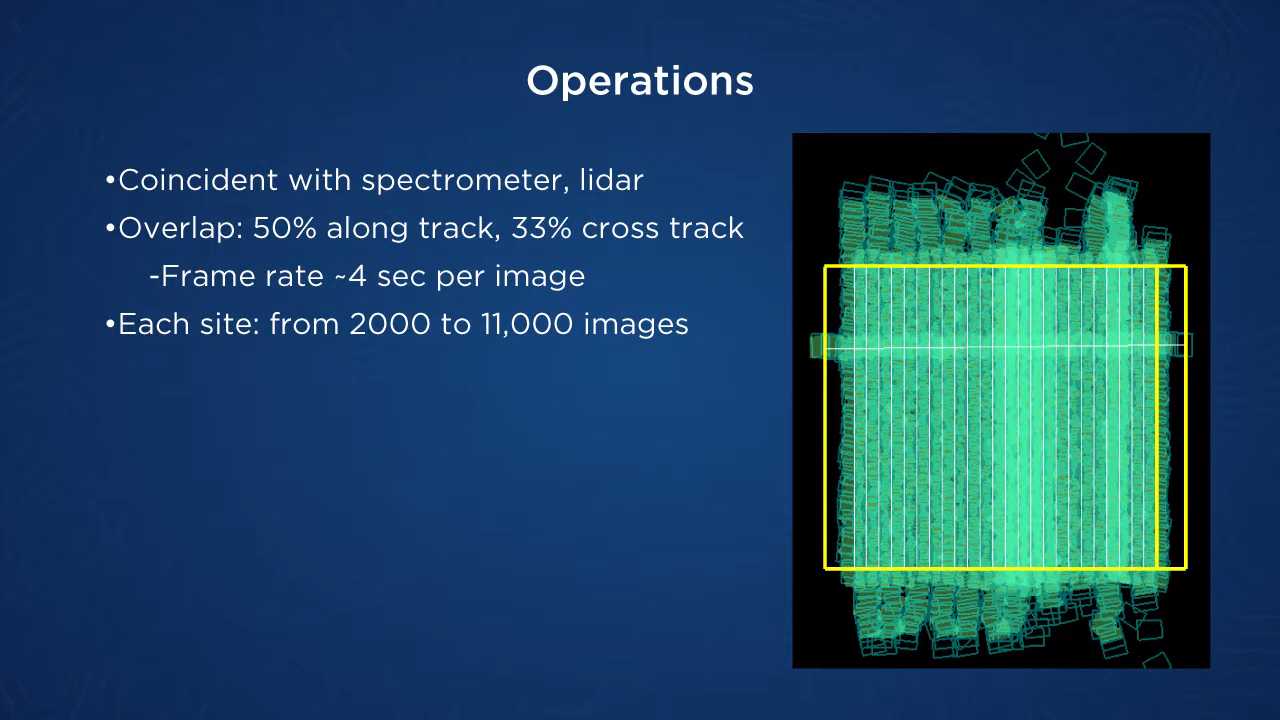 Operations
•Coincident with spectrometer, lidar
•Overlap: 50% along track, 33% cross track
-Frame rate ~4 sec per image
•Each site: from 2000 to 11,000 images